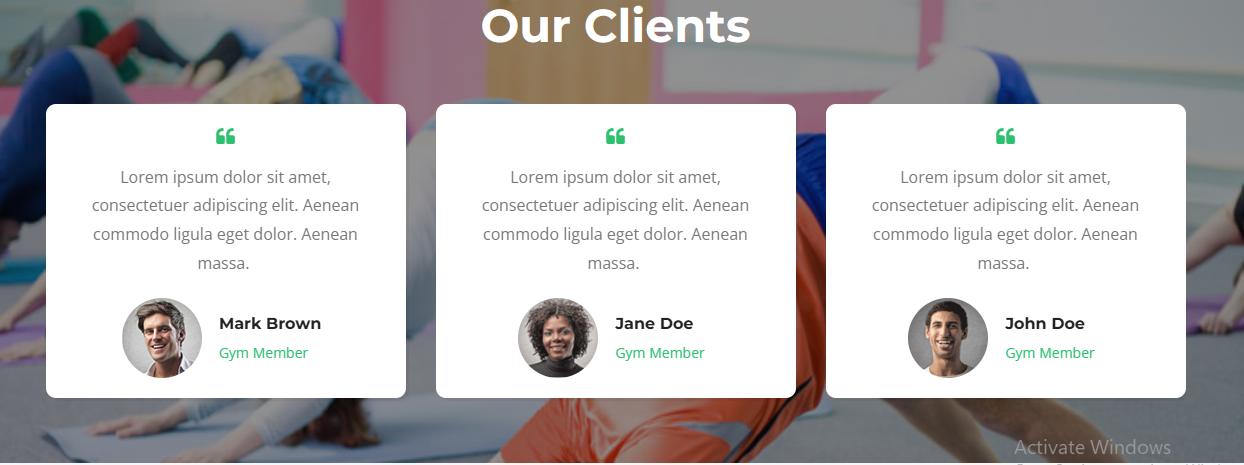 Our Clients
Lorem ipsum dolor sit amet,
consectetuer adipiscing elit. Aenean
commodo ligula eget dolor. Aenean
massa.
Mark Brown
Gym Member
Lorem ipsum dolor sit amet,
consectetuer adipiscing elit. Aenean
commodo ligula eget dolor. Aenean
massa.
Jane Doe
Gym Member
Lorem ipsum dolor sit amet,
consectetuer adipiscing elit. Aenean
commodo ligula eget dolor. Aenean
massa.
John Doe
Gym Member
Activate Windows